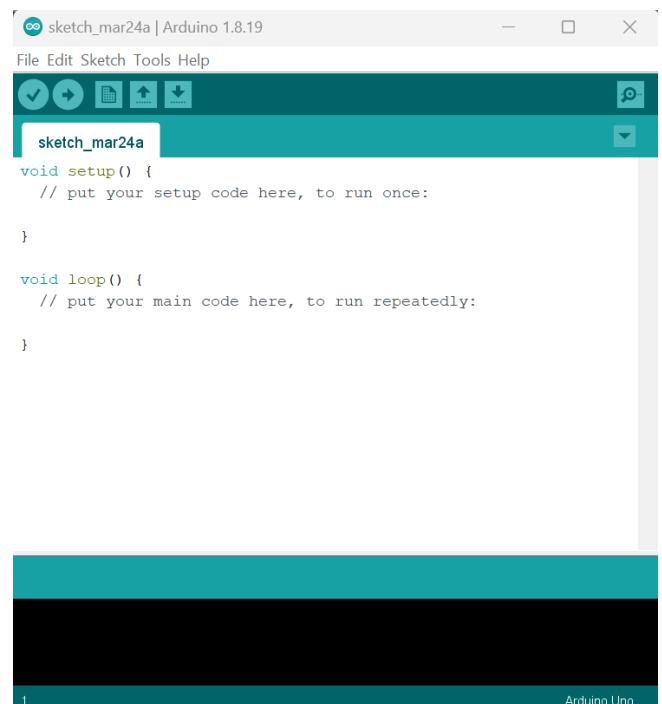 sketch_mar24a | Arduino 1.8.19
File Edit Sketch Tools Help
sketch_mar24a
void setup() {
  // put your setup code here, to run once:
}
void loop() {
  // put your main code here, to run repeatedly:
}
1
Arduino Uno